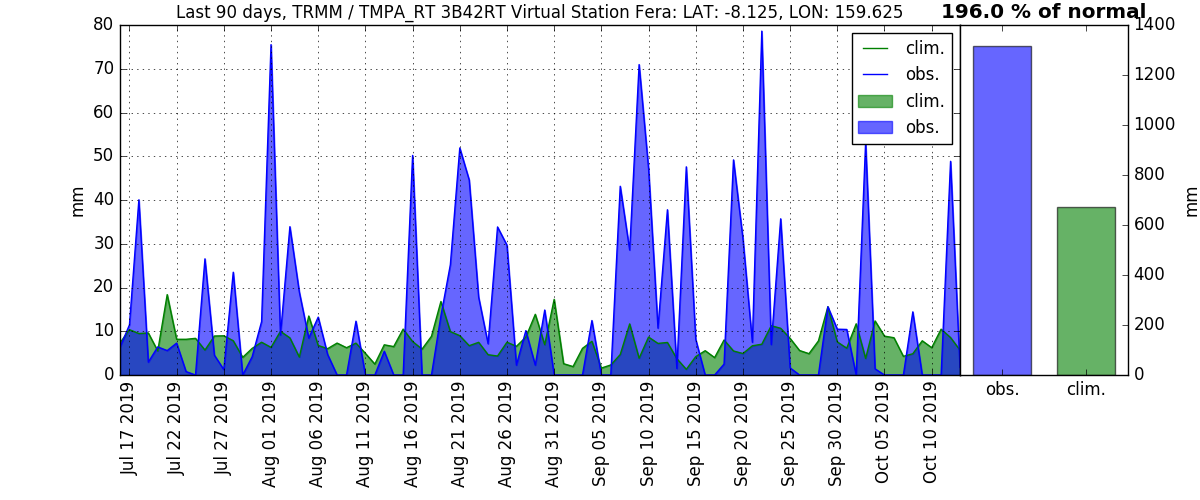 Last 90 days, TRMM / TMPA_RT 3B42RT Virtual Station Fera: LAT: -8.125, LON: 159.625
196.0 % of normal
mm
80
70
60
50
40
30
20
10
0
clim.
obs.
clim.
obs.
Jul 17 2019
Jul 22 2019
Jul 27 2019
Aug 01 2019
Aug 06 2019
Aug 11 2019
Aug 16 2019
Aug 21 2019
Aug 26 2019
Aug 31 2019
Sep 05 2019
Sep 10 2019
Sep 15 2019
Sep 20 2019
Sep 25 2019
Sep 30 2019
Oct 05 2019
Oct 10 2019
obs.
clim.
1400
1200
1000
800
600
400
200
0
mm